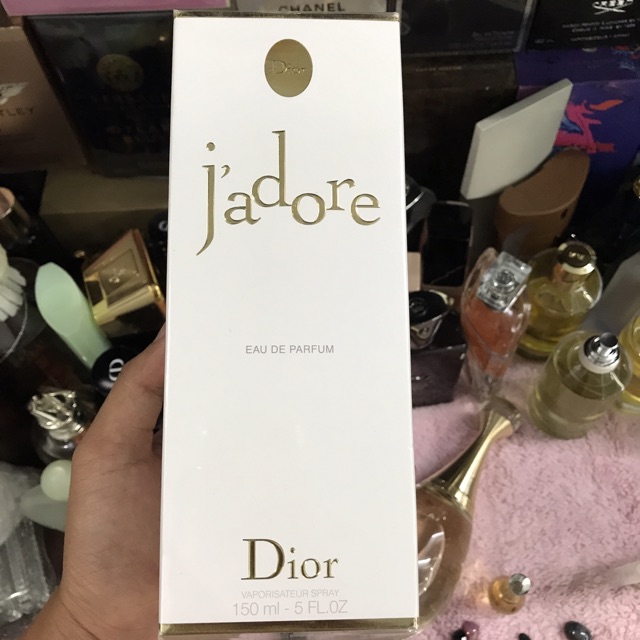 CHANEL
Dior
j'adore
EAU DE PARFUM
Dior
VAPORISATEUR SPRAY
150 ml - 5 FL.OZ